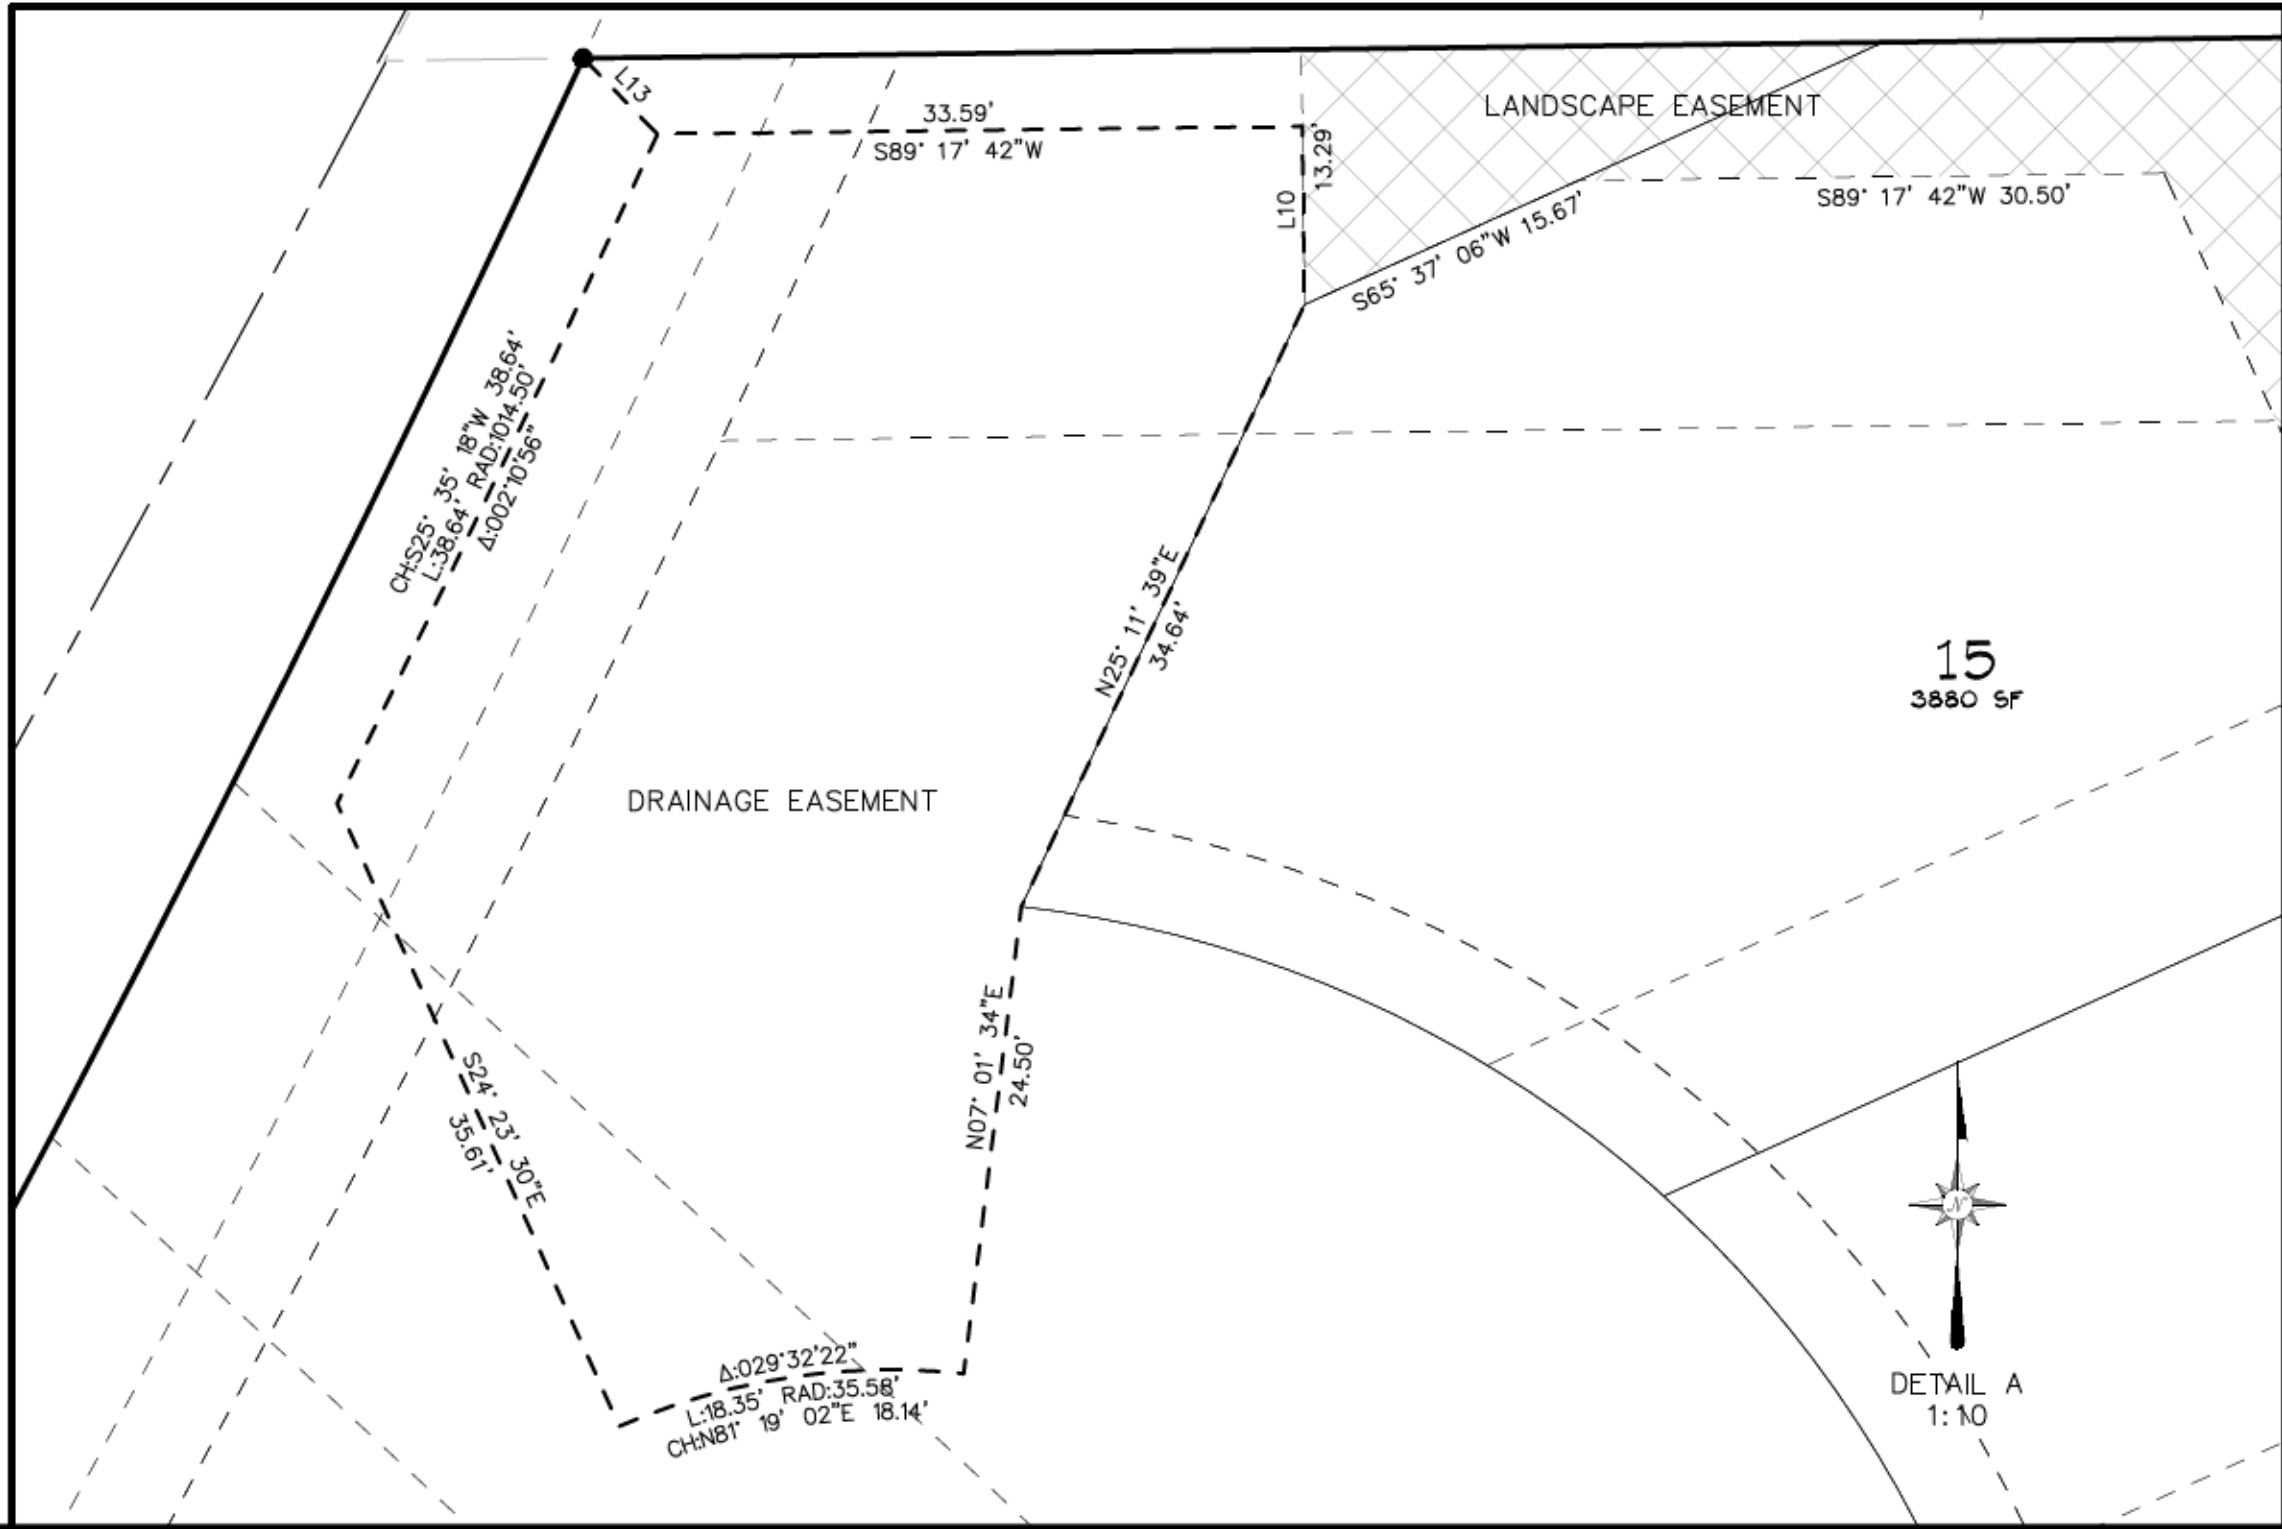 L13
33.59'
S89° 17' 42"W
LANDSCAPE EASEMENT
L10
13.29'
S89° 17' 42"W 30.50'
S65° 37' 06"W 15.67'
CH:S25° 35' 18"W 38.64'
L:38.64' RAD:1014.50'
Δ:002°10'56"
N25° 11' 39"E
34.64'
15
3880 SF
DRAINAGE EASEMENT
N07° 01' 34"E
24.50'
S24° 23' 30"E
35.61'
Δ:029°32'22"
L:18.35' RAD:35.58'
CH:N81° 19' 02"E 18.14'
N
DETAIL A
1:10